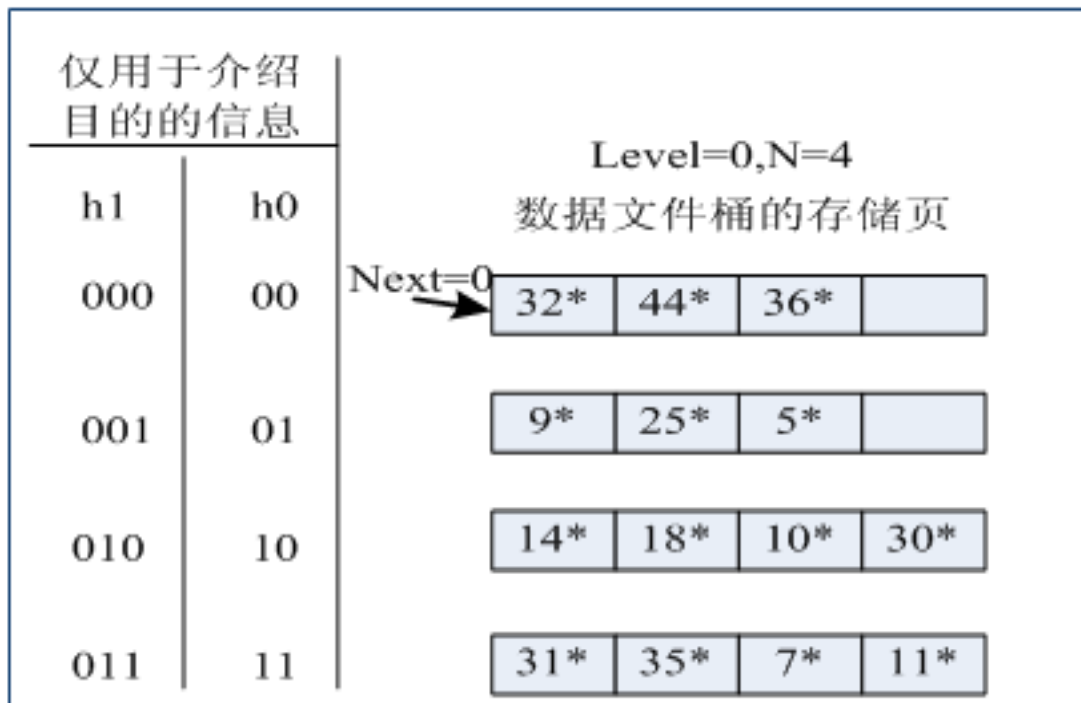 仅用于介绍
目的的信息
Level=0,N=4
h1 h0
数据文件桶的存储页
Next=0
000 00 32* 44* 36*
001 01 9* 25* 5*
010 10 14* 18* 10* 30*
011 11 31* 35* 7* 11*